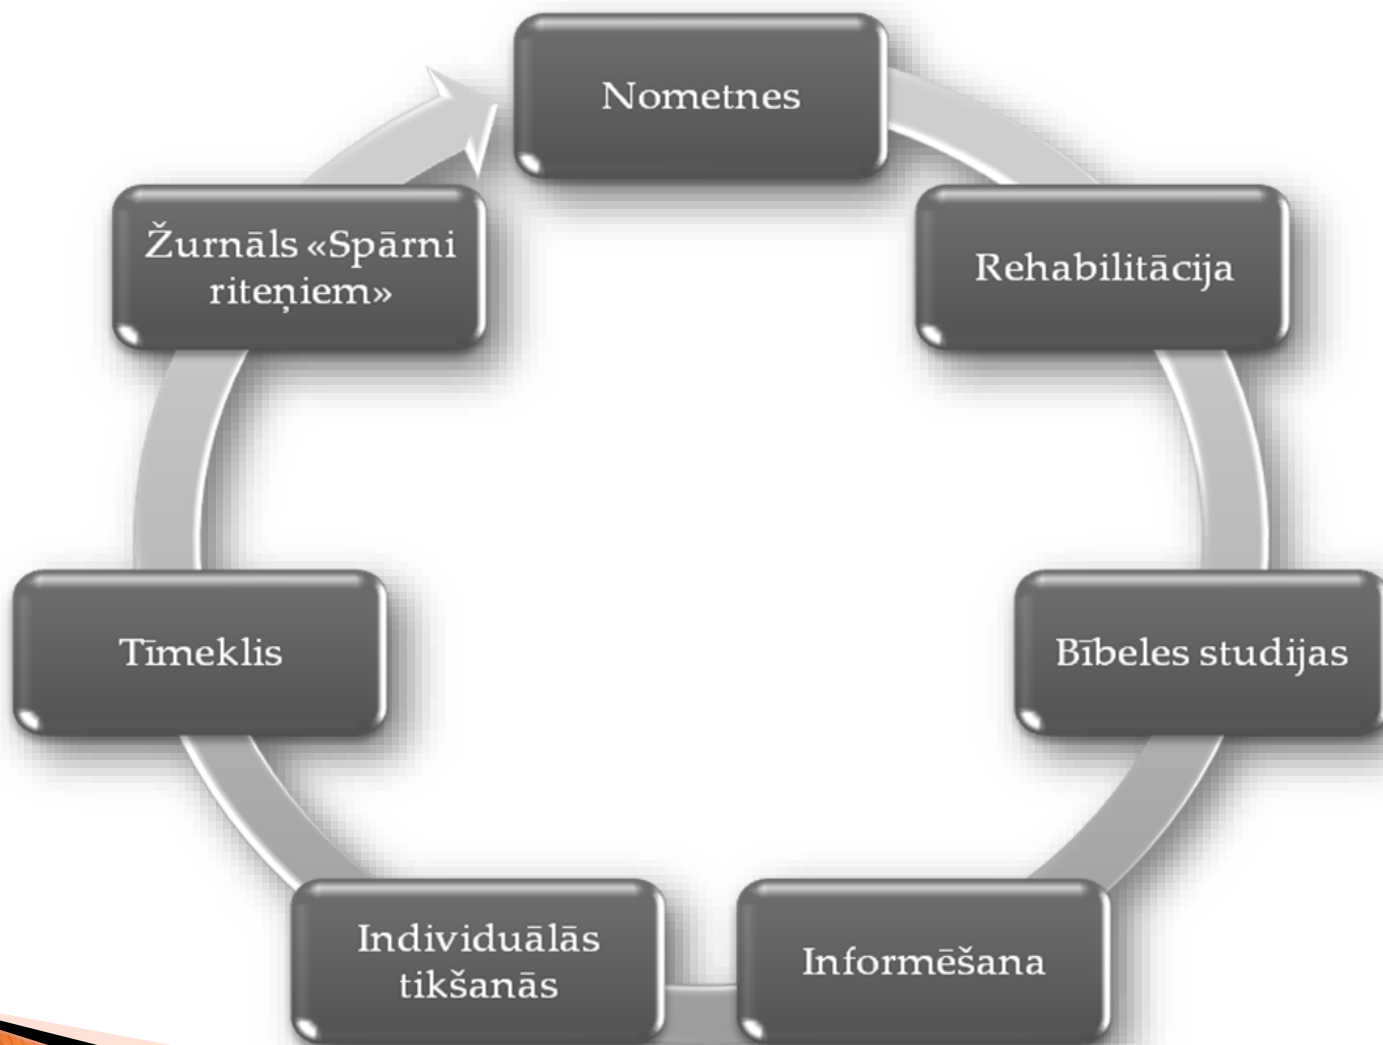 Nometnes
Rehabilitācija
Bībeles studijas
Informēšana
Individuālās
tikšanās
Tīmeklis
Žurnāls «Spārni
riteņiem»